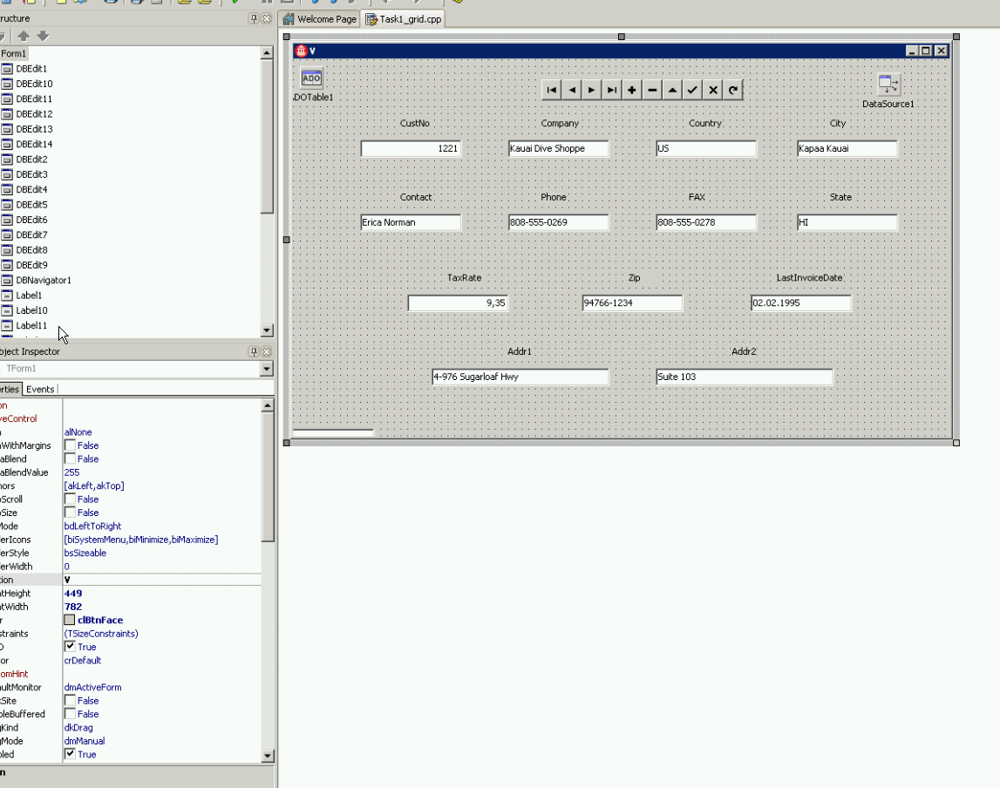 ructure
Form1
DBEdit1
DBEdit10
DBEdit11
DBEdit12
DBEdit13
DBEdit14
DBEdit2
DBEdit3
DBEdit4
DBEdit5
DBEdit6
DBEdit7
DBEdit8
DBEdit9
DBNavigator1
Label1
Label10
Label11
bject Inspector
TForm1
erties Events
on
veControl
n alNone
nWithMargins False
aBlend False
aBlendValue 255
hors [akLeft,akTop]
oScroll False
oSize False
Mode bdLeftToRight
erIcons [biSystemMenu,biMinimize,biMaximize]
erStyle bsSizeable
erWidth 0
tion V
ntHeight 449
ntWidth 782
r clBtnFace
straints (TSizeConstraints)
D True
or crDefault
omHint
aultMonitor dmActiveForm
kSite False
bleBuffered False
gKind dkDrag
gMode dmManual
bled True
n
Welcome Page Task1_grid.cpp
V
ADO
DOTable1
DataSource1
CustNo Company Country City
1221 Kauai Dive Shoppe US Kapaa Kauai
Contact Phone FAX State
Erica Norman 808-555-0269 808-555-0278 HI
TaxRate Zip LastInvoiceDate
9,35 94766-1234 02.02.1995
Addr1 Addr2
4-976 Sugarloaf Hwy Suite 103